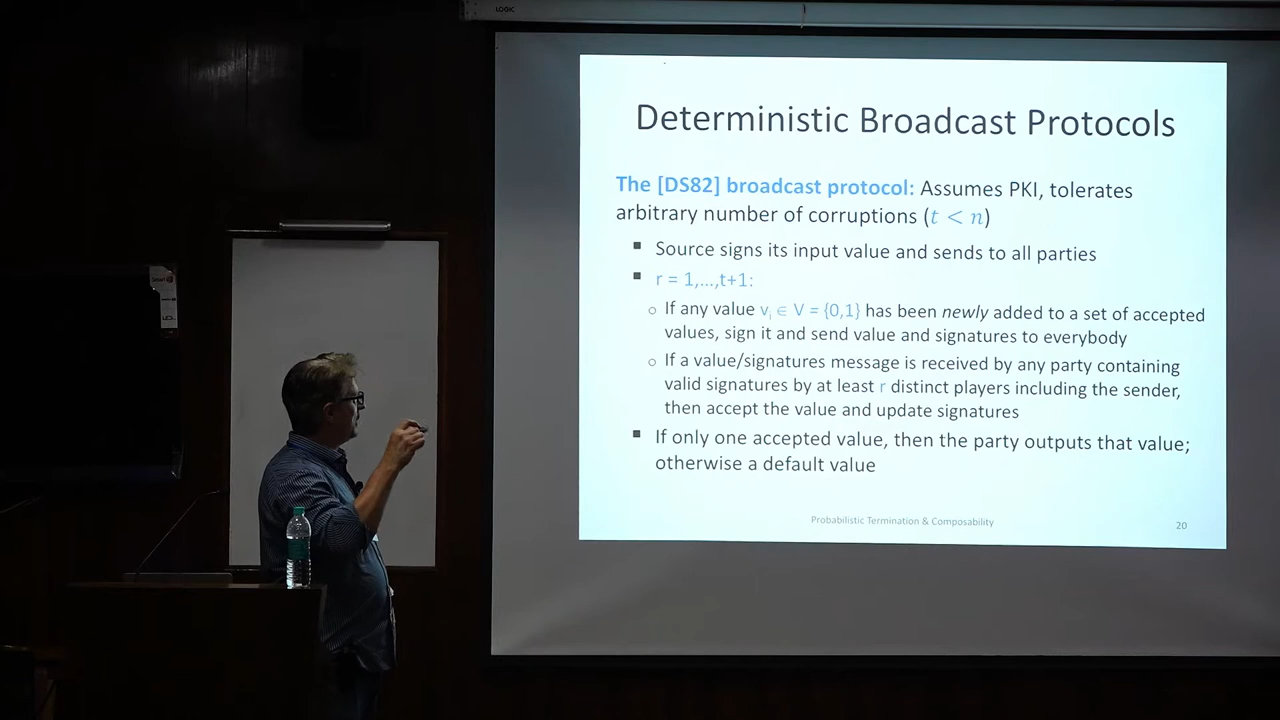 LOGIC
Deterministic Broadcast Protocols
The [DS82] broadcast protocol: Assumes PKI, tolerates
arbitrary number of corruptions (t < n)
▪ Source signs its input value and sends to all parties
▪ r = 1,…,t+1:
o If any value vᵢ ∈ V = {0,1} has been newly added to a set of accepted
values, sign it and send value and signatures to everybody
o If a value/signatures message is received by any party containing
valid signatures by at least r distinct players including the sender,
then accept the value and update signatures
▪ If only one accepted value, then the party outputs that value;
otherwise a default value
Probabilistic Termination & Composability
20